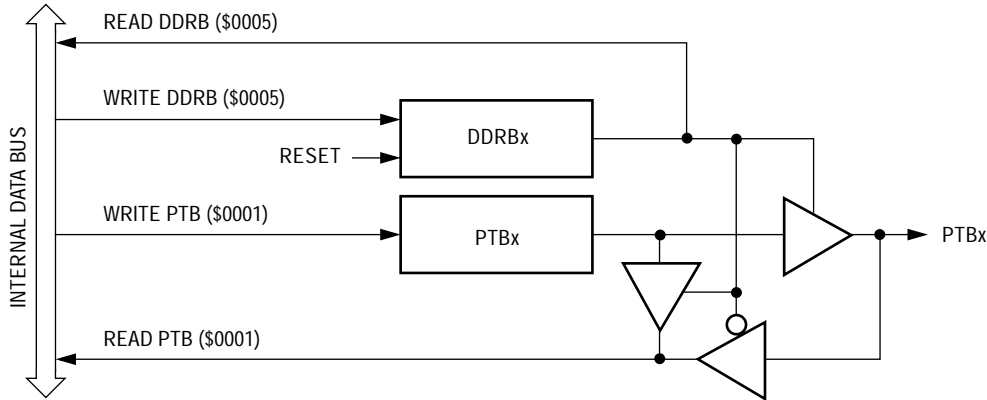 READ DDRB ($0005)
WRITE DDRB ($0005)
RESET
DDRBx
WRITE PTB ($0001)
PTBx
PTBx
READ PTB ($0001)
INTERNAL DATA BUS